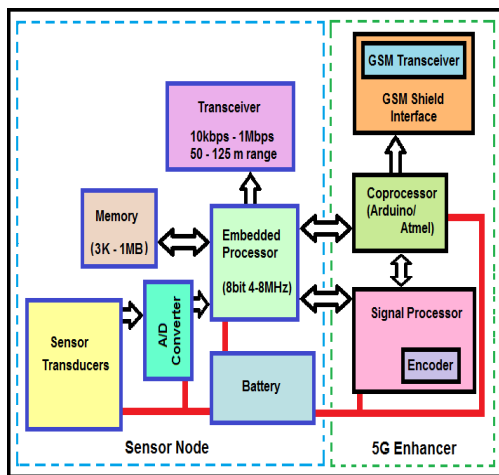 GSM Transceiver
GSM Shield
Interface
Transceiver
10kbps - 1Mbps
50 - 125 m range
Memory
(3K - 1MB)
Embedded
Processor
(8bit 4-8MHz)
Coprocessor
(Arduino/
Atmel)
Sensor
Transducers
A/D
Converter
Battery
Signal Processor
Encoder
Sensor Node
5G Enhancer